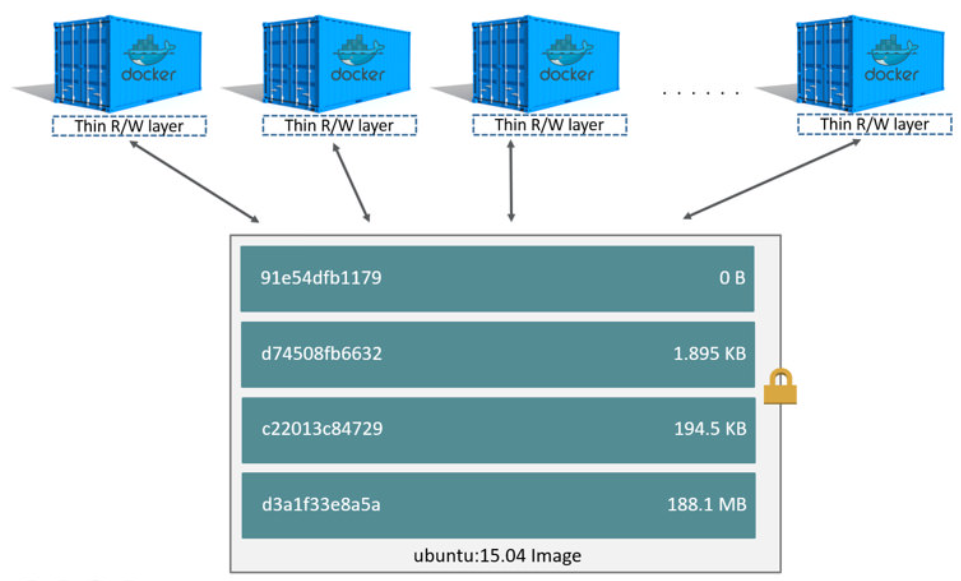 docker docker docker docker
Thin R/W layer Thin R/W layer Thin R/W layer . . . . . . Thin R/W layer
91e54dfb1179 0 B
d74508fb6632 1.895 KB
c22013c84729 194.5 KB
d3a1f33e8a5a 188.1 MB
ubuntu:15.04 Image